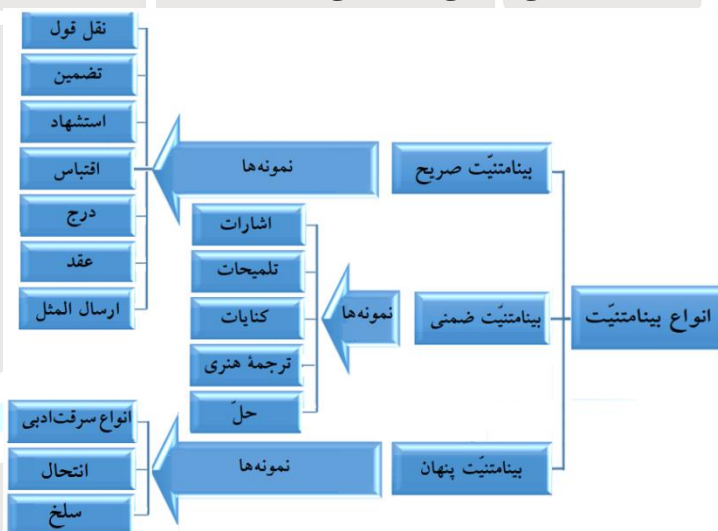 انواع بینامتنیّت
بینامتنیّت صریح
نمونه‌ها
نقل قول
تضمین
استشهاد
اقتباس
درج
عقد
ارسال المثل
بینامتنیّت ضمنی
نمونه‌ها
اشارات
تلمیحات
کنایات
ترجمهٔ هنری
حلّ
بینامتنیّت پنهان
نمونه‌ها
انواع سرقت‌ادبی
انتحال
سلخ